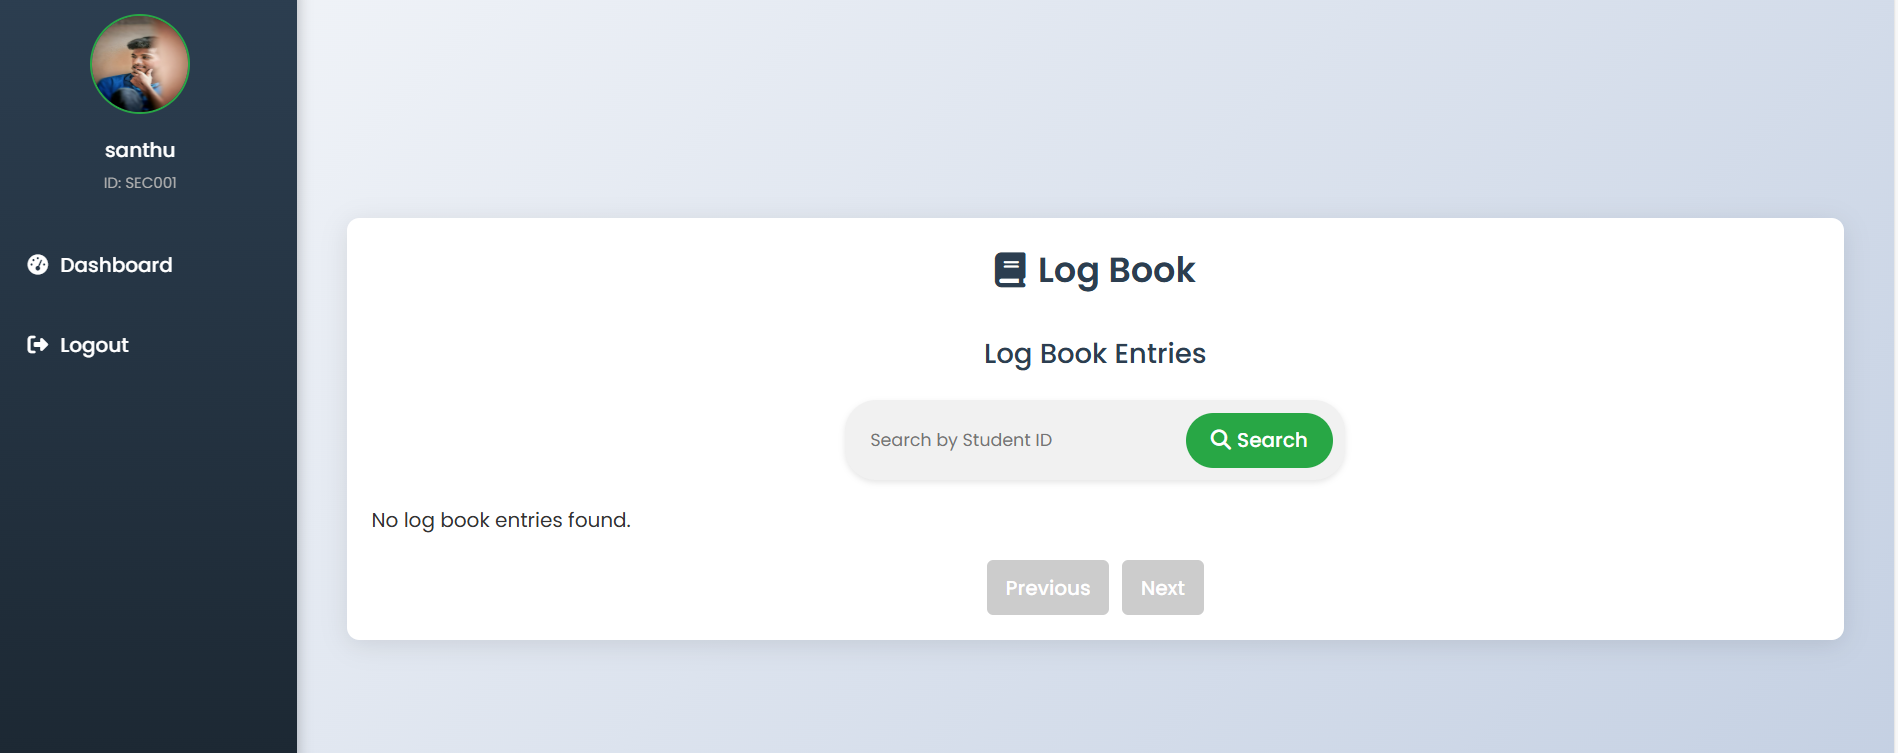 santhu
ID: SEC001
Dashboard
Logout
Log Book
Log Book Entries
Search by Student ID
Search
No log book entries found.
Previous
Next